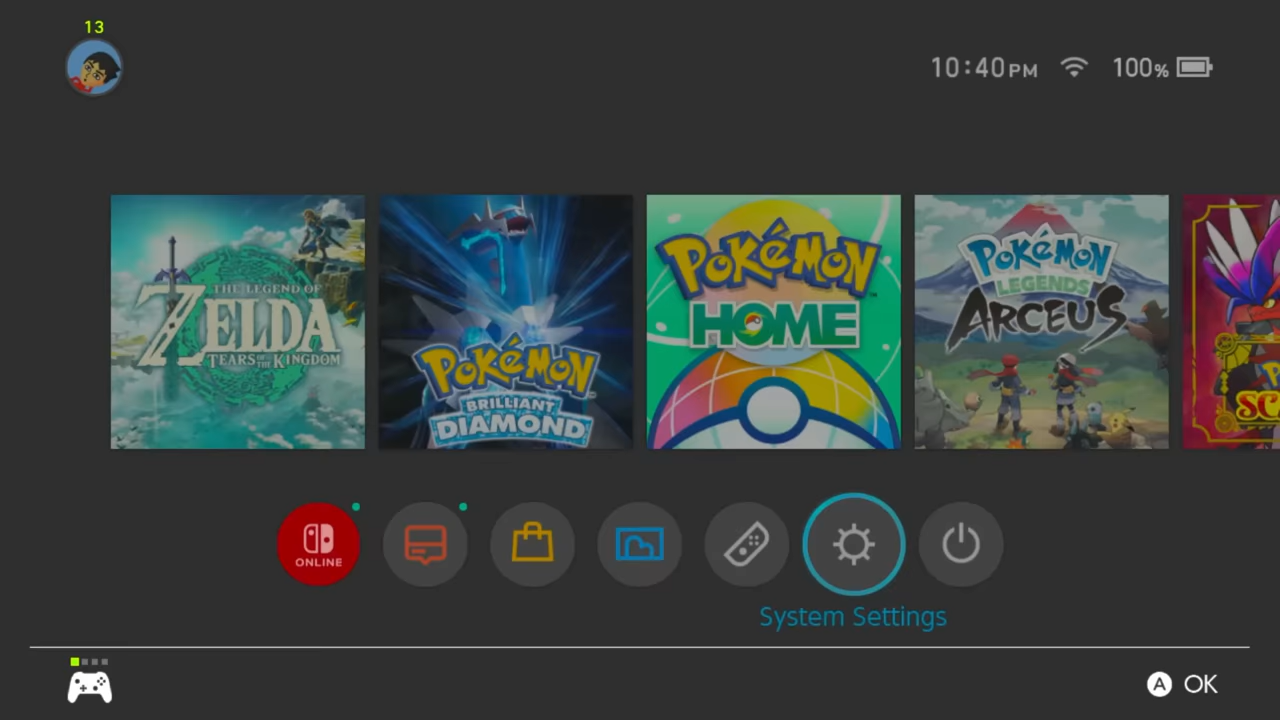 13
10:40PM
100%
THE LEGEND OF
ZELDA
TEARS OF THE KINGDOM
POKéMON
BRILLIANT
DIAMOND
POKéMON
HOME
POKéMON
LEGENDS
ARCEUS
P
SC
ONLINE
System Settings
A OK